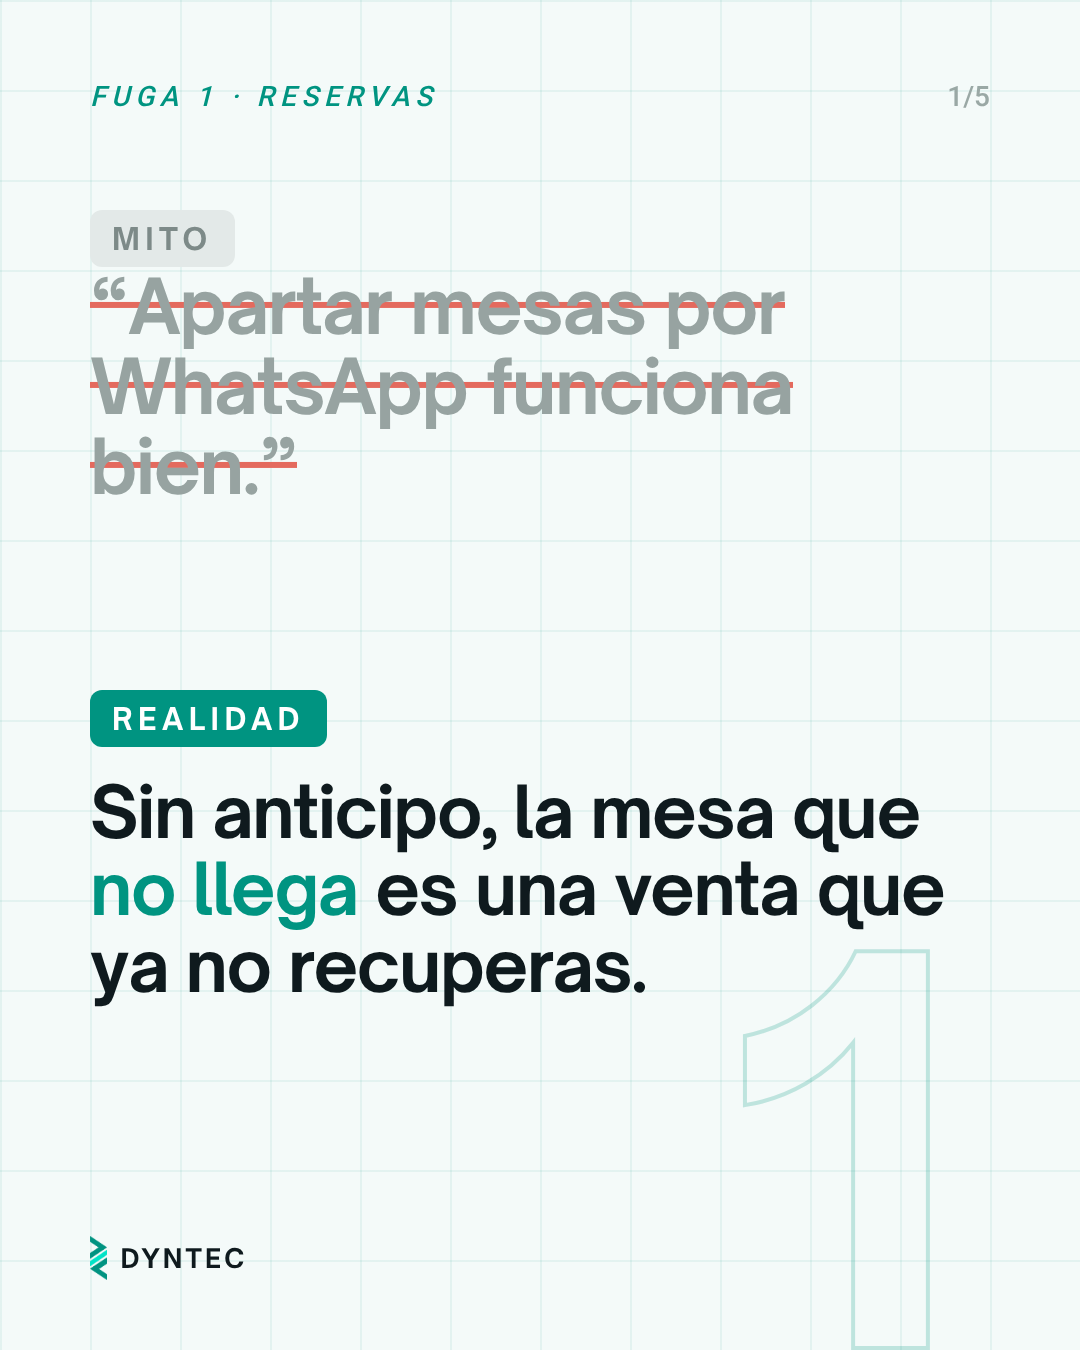 FUGA 1 · RESERVAS
1/5
MITO
“Apartar mesas por
WhatsApp funciona
bien.”
REALIDAD
Sin anticipo, la mesa que
no llega es una venta que
ya no recuperas.
1
DYNTEC